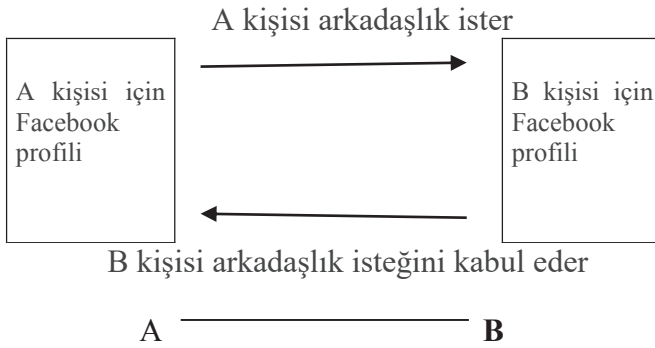 A kişisi arkadaşlık ister
A kişisi için
Facebook
profili
B kişisi için
Facebook
profili
B kişisi arkadaşlık isteğini kabul eder
A B